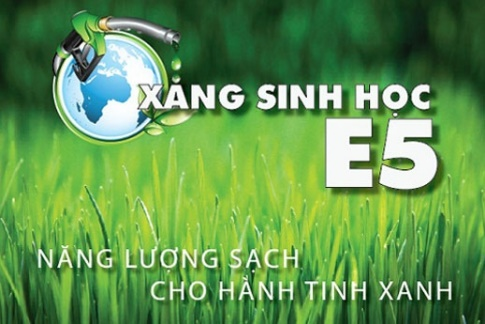 XĂNG SINH HỌC
E5
NĂNG LƯỢNG SẠCH
CHO HÀNH TINH XANH